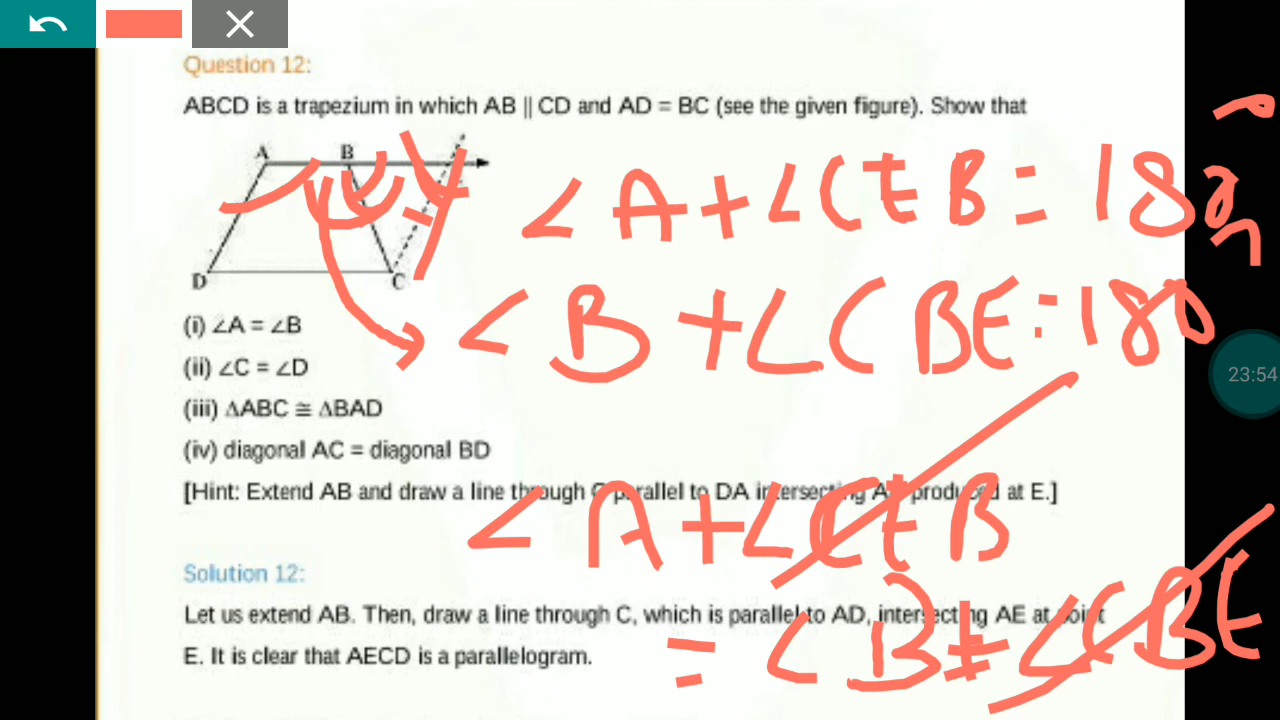 Question 12:
ABCD is a trapezium in which AB || CD and AD = BC (see the given figure). Show that
A B
D C
∠A+∠CEB=180
∠B+∠CBE=180
(i) ∠A = ∠B
(ii) ∠C = ∠D
(iii) ΔABC ≅ ΔBAD
(iv) diagonal AC = diagonal BD
[Hint: Extend AB and draw a line through C parallel to DA intersecting AB produced at E.]
∠A+∠CEB
=∠B+∠CBE
Solution 12:
Let us extend AB. Then, draw a line through C, which is parallel to AD, intersecting AE at point
E. It is clear that AECD is a parallelogram.
23:54